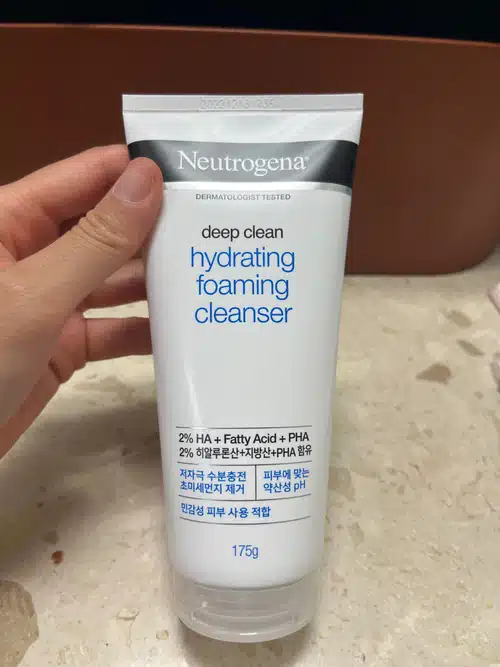 Neutrogena®
DERMATOLOGIST TESTED
deep clean
hydrating
foaming
cleanser
2% HA + Fatty Acid + PHA
2% 히알루론산+지방산+PHA 함유
저자극 수분충전
초미세먼지 제거
피부에 맞는
약산성 pH
민감성 피부 사용 적합
175g